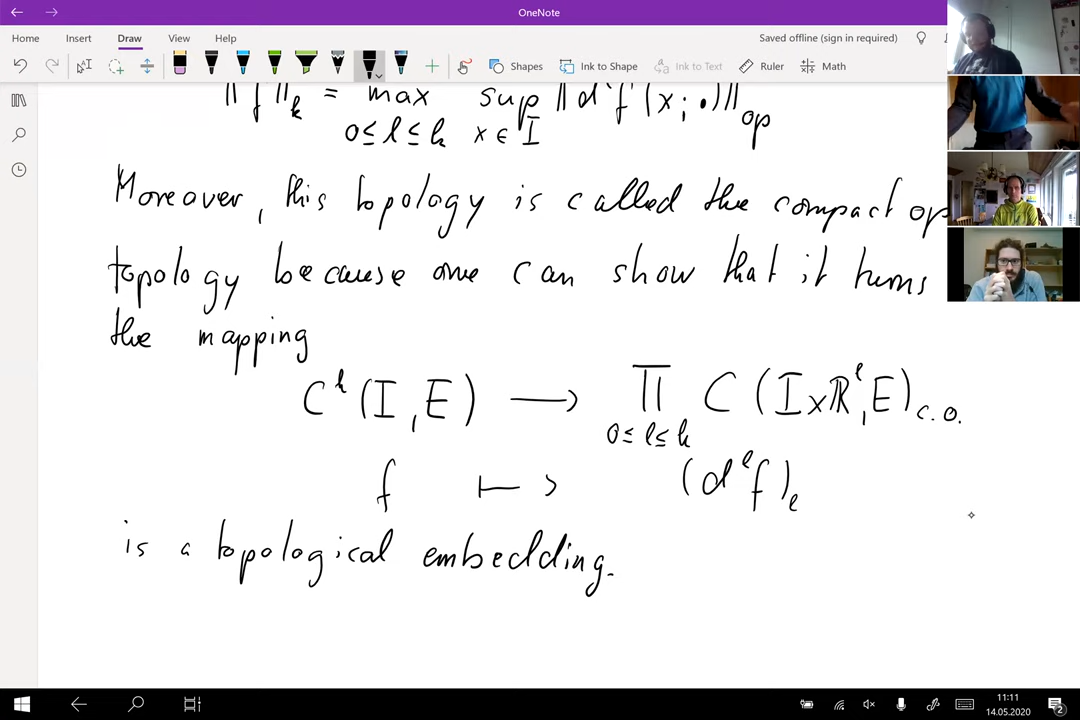 OneNote
Home Insert Draw View Help Saved offline (sign in required)
Shapes Ink to Shape Ink to Text Ruler Math
‖f‖_k = max sup ‖d^l f(x;•)‖_op
0≤l≤k x∈I
Moreover, this topology is called the compact op
topology because one can show that it turns
the mapping
C^k(I,E) ⟶ ∏ C(I×ℝ^l,E)_c.o.
0≤l≤k
f ⟼ (d^l f)_l
is a topological embedding.
11:11
14.05.2020
2